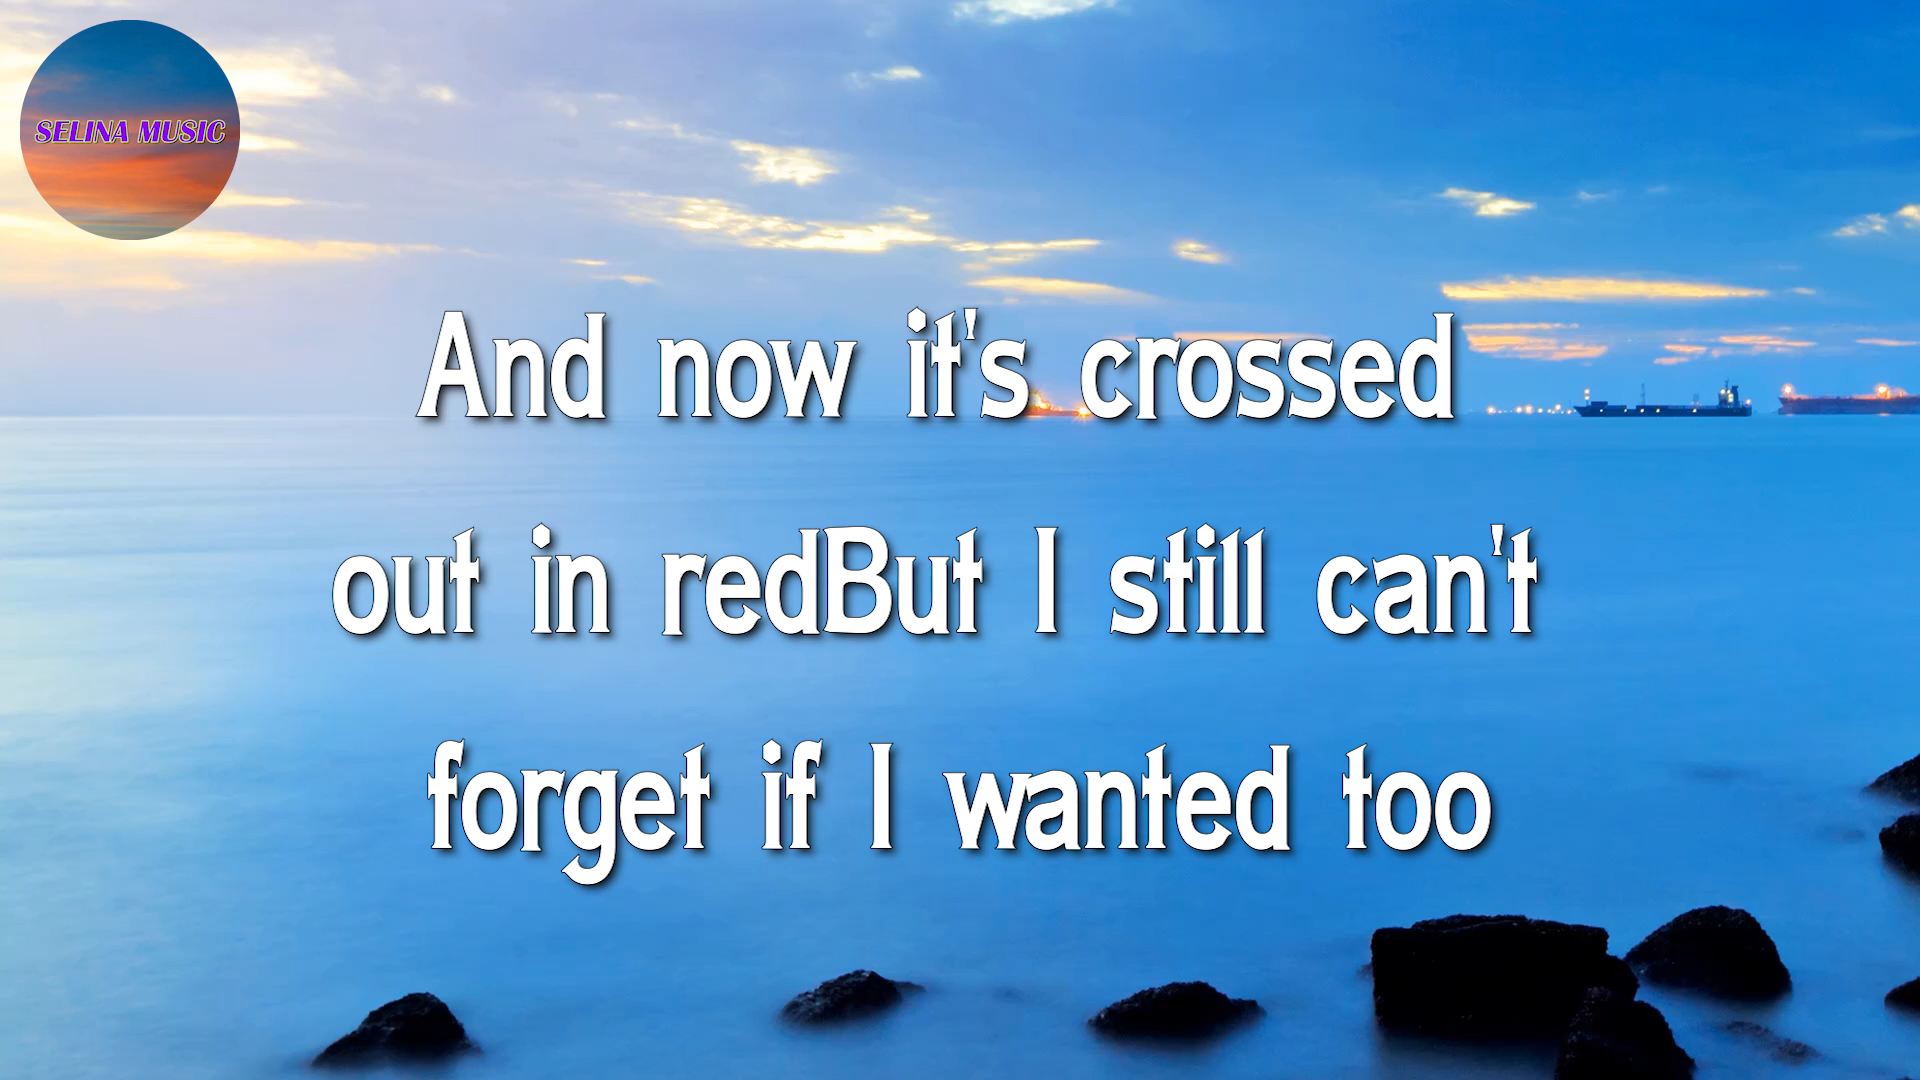 SELINA MUSIC
And now it's crossed
out in redBut I still can't
forget if I wanted too